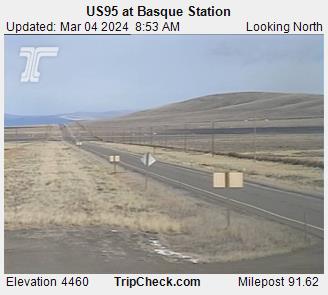 US95 at Basque Station
Updated: Mar 04 2024 8:53 AM Looking North
Elevation 4460 TripCheck.com Milepost 91.62